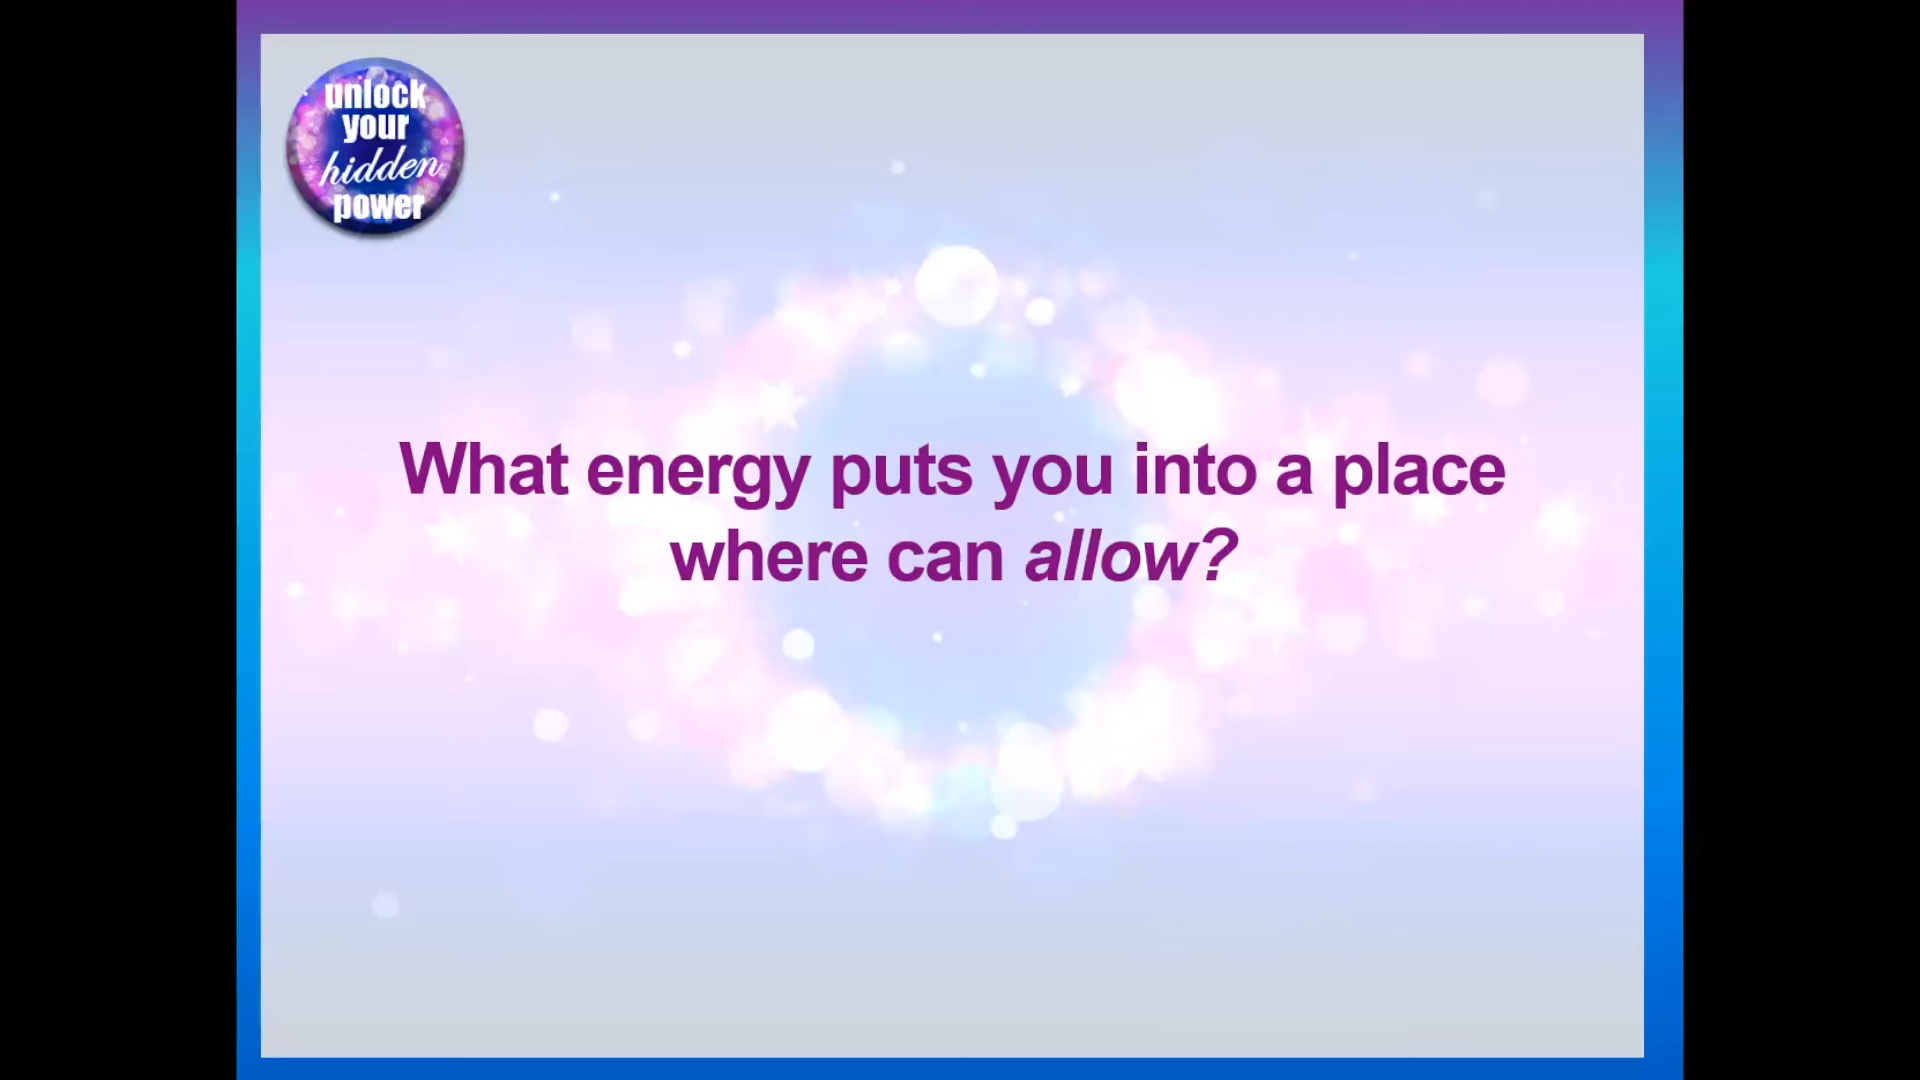 unlock
your
hidden
power
What energy puts you into a place
where can allow?